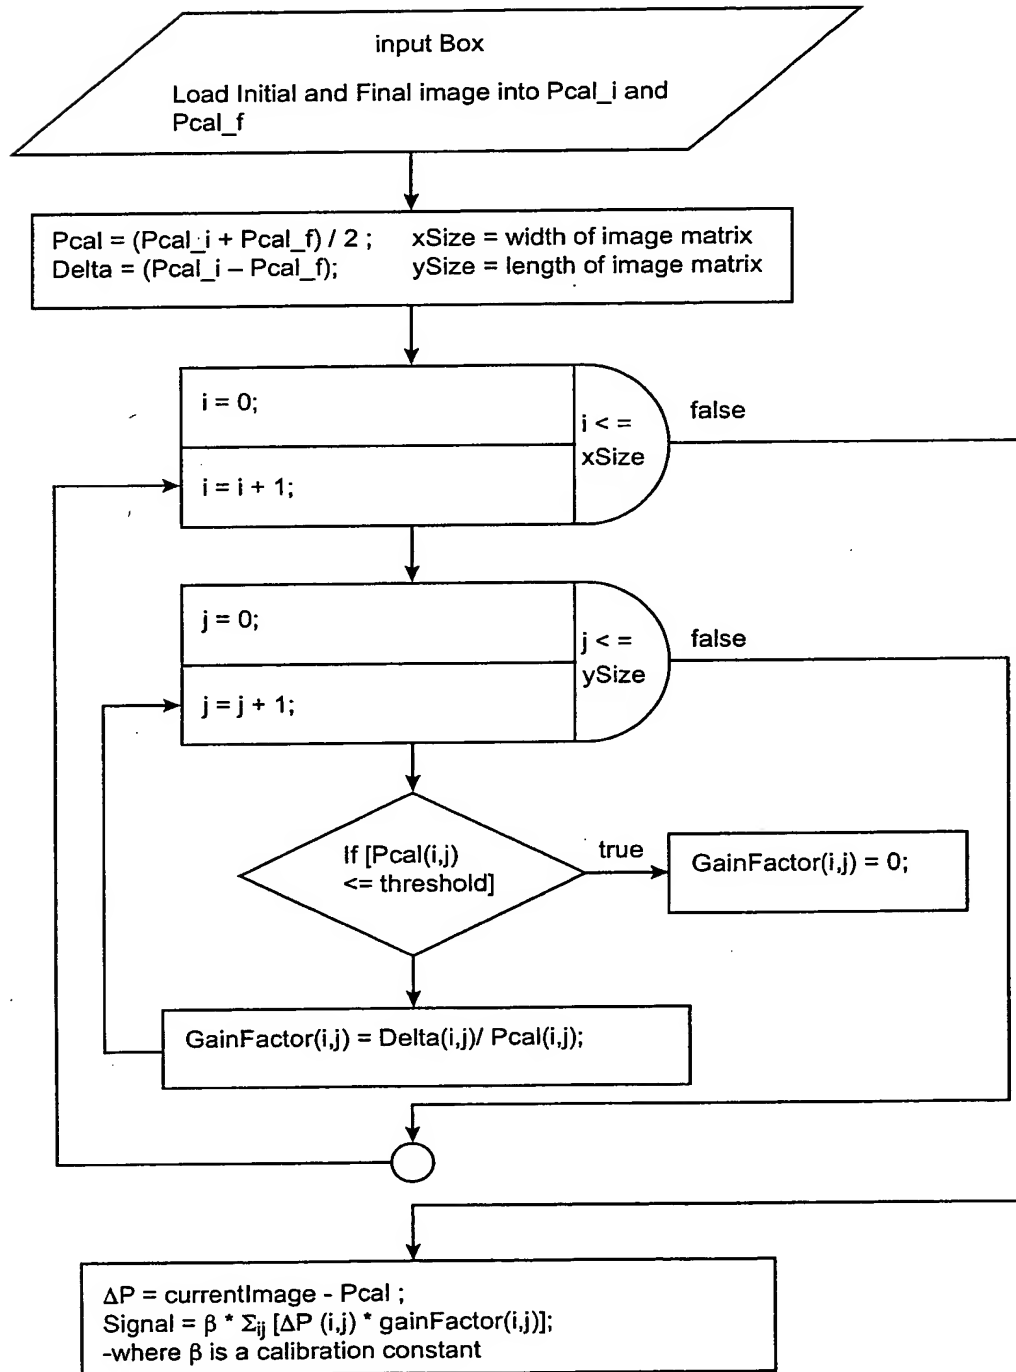 input Box
Load Initial and Final image into Pcal_i and
Pcal_f
Pcal = (Pcal_i + Pcal_f) / 2 ; xSize = width of image matrix
Delta = (Pcal_i – Pcal_f); ySize = length of image matrix
i = 0;
i < =
xSize
false
i = i + 1;
j = 0;
j < =
ySize
false
j = j + 1;
If [Pcal(i,j)
<= threshold]
true
GainFactor(i,j) = 0;
GainFactor(i,j) = Delta(i,j)/ Pcal(i,j);
ΔP = currentImage - Pcal ;
Signal = β * Σij [ΔP (i,j) * gainFactor(i,j)];
-where β is a calibration constant